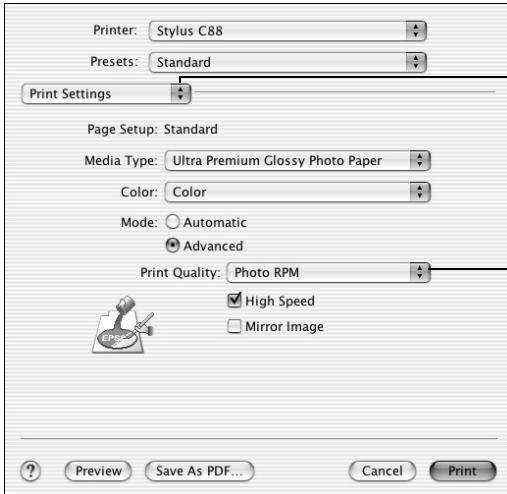 Printer: Stylus C88
Presets: Standard
Print Settings
Page Setup: Standard
Media Type: Ultra Premium Glossy Photo Paper
Color: Color
Mode: Automatic
Advanced
Print Quality: Photo RPM
High Speed
Mirror Image
EPSON
? Preview Save As PDF... Cancel Print